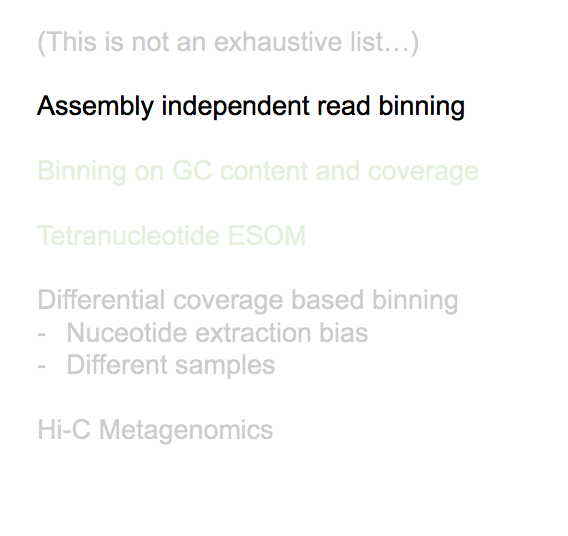 (This is not an exhaustive list…)
Assembly independent read binning
Binning on GC content and coverage
Tetranucleotide ESOM
Differential coverage based binning
- Nuceotide extraction bias
- Different samples
Hi-C Metagenomics